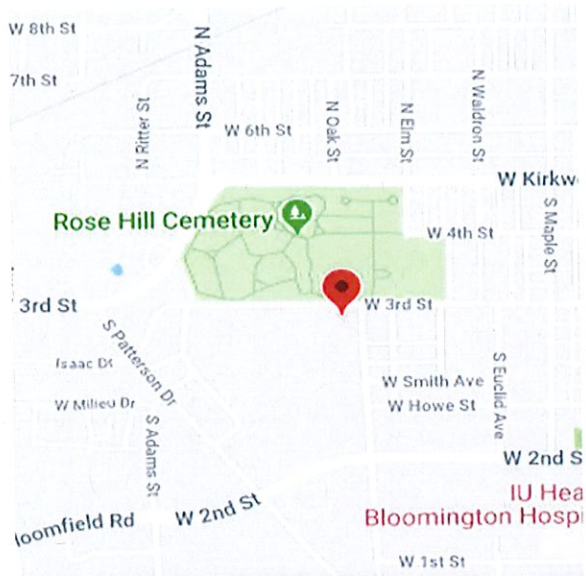 W 8th St
N Adams St
7th St
N Waldron St
N Ritter St
N Oak St
N Elm St
W 6th St
W Kirkw
Rose Hill Cemetery
W 4th St
S Maple St
3rd St
W 3rd St
S Patterson Dr
Isaac Dr
S Euclid Ave
W Smith Ave
W Milieu Dr
W Howe St
S Adams St
W 2nd S
IU Hea
Bloomington Hospi
W 2nd St
loomfield Rd
W 1st St